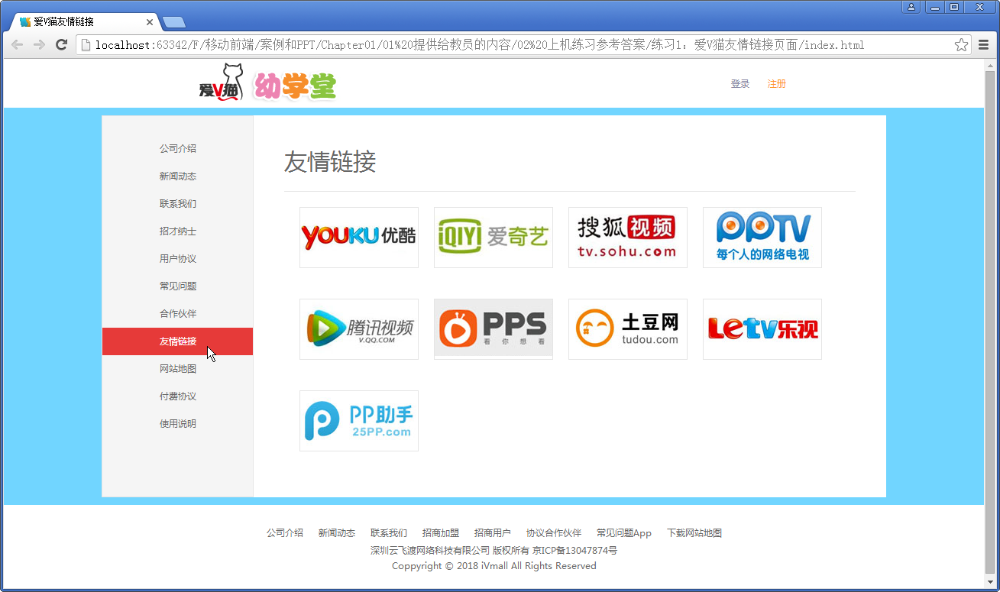 爱V猫友情链接
localhost:63342/F/移动前端/案例和PPT/Chapter01/01%20提供给教员的内容/02%20上机练习参考答案/练习1：爱V猫友情链接页面/index.html
爱V猫 幼学堂
登录 注册
公司介绍
新闻动态
联系我们
招才纳士
用户协议
常见问题
合作伙伴
友情链接
网站地图
付费协议
使用说明
友情链接
YOUKU 优酷
iQIYI 爱奇艺
搜狐视频
tv.sohu.com
PPTV
每个人的网络电视
腾讯视频
V.QQ.COM
PPS
看你想看
土豆网
tudou.com
Letv乐视
PP助手
25PP.com
公司介绍 新闻动态 联系我们 招商加盟 招商用户 协议合作伙伴 常见问题App 下载网站地图
深圳云飞渡网络科技有限公司 版权所有 京ICP备13047874号
Coppyright © 2018 iVmall All Rights Reserved